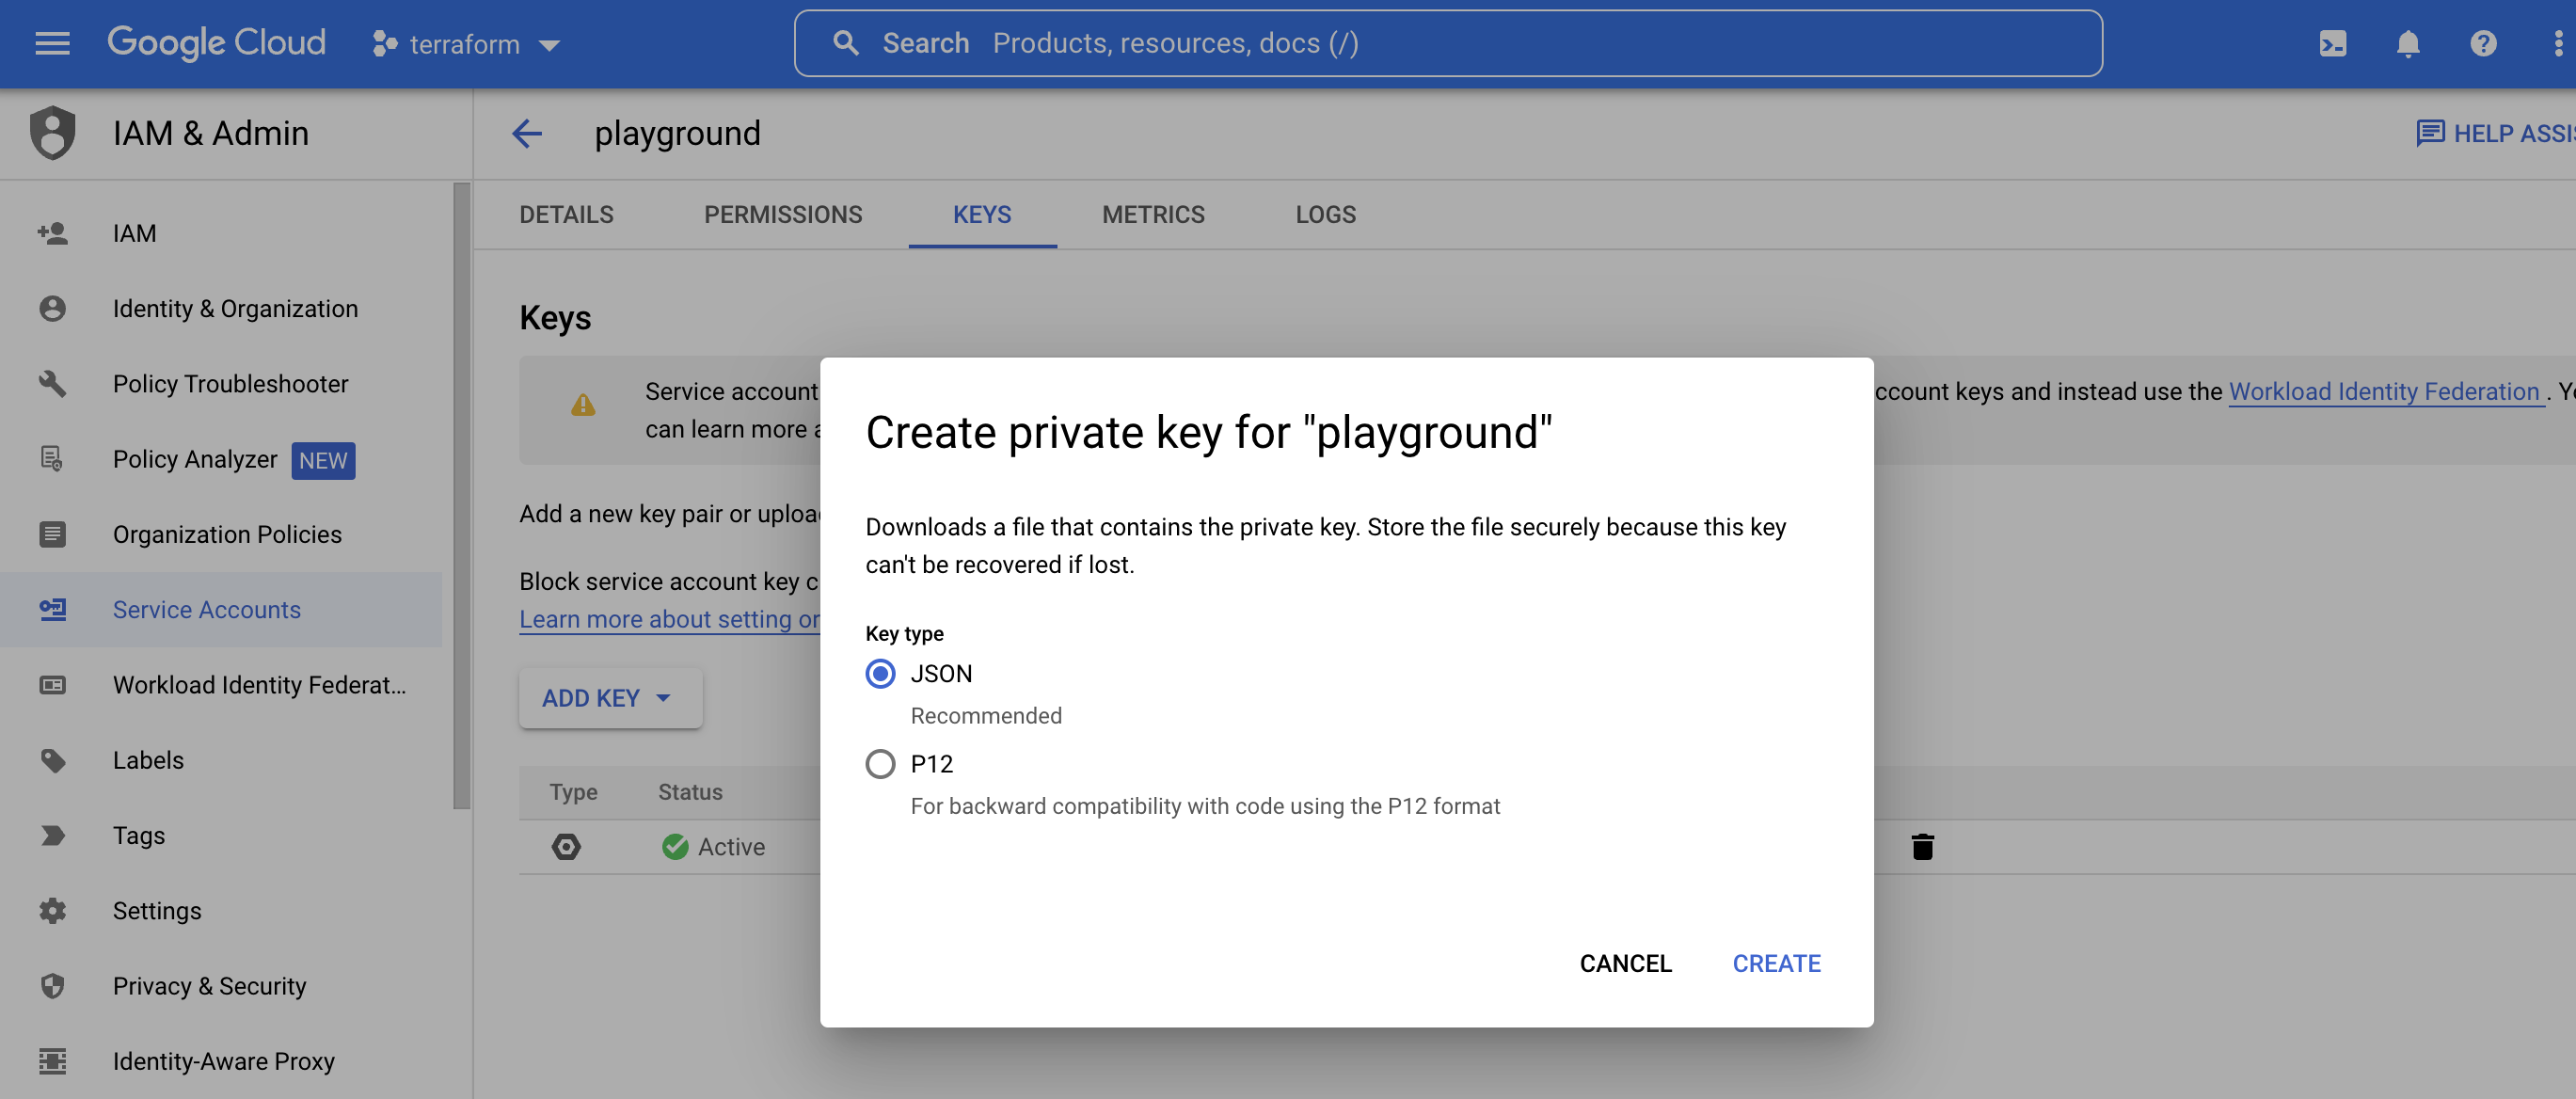 Google Cloud terraform Search Products, resources, docs (/)
IAM & Admin
playground
HELP
DETAILS PERMISSIONS KEYS METRICS LOGS
IAM
Identity & Organization
Policy Troubleshooter
Policy Analyzer NEW
Organization Policies
Service Accounts
Workload Identity Federat...
Labels
Tags
Settings
Privacy & Security
Identity-Aware Proxy
Keys
Service account
can learn more
ccount keys and instead use the Workload Identity Federation . Y
Add a new key pair or uploa
Block service account key c
Learn more about setting or
ADD KEY
Type Status
Active
Create private key for "playground"
Downloads a file that contains the private key. Store the file securely because this key
can't be recovered if lost.
Key type
JSON
Recommended
P12
For backward compatibility with code using the P12 format
CANCEL CREATE